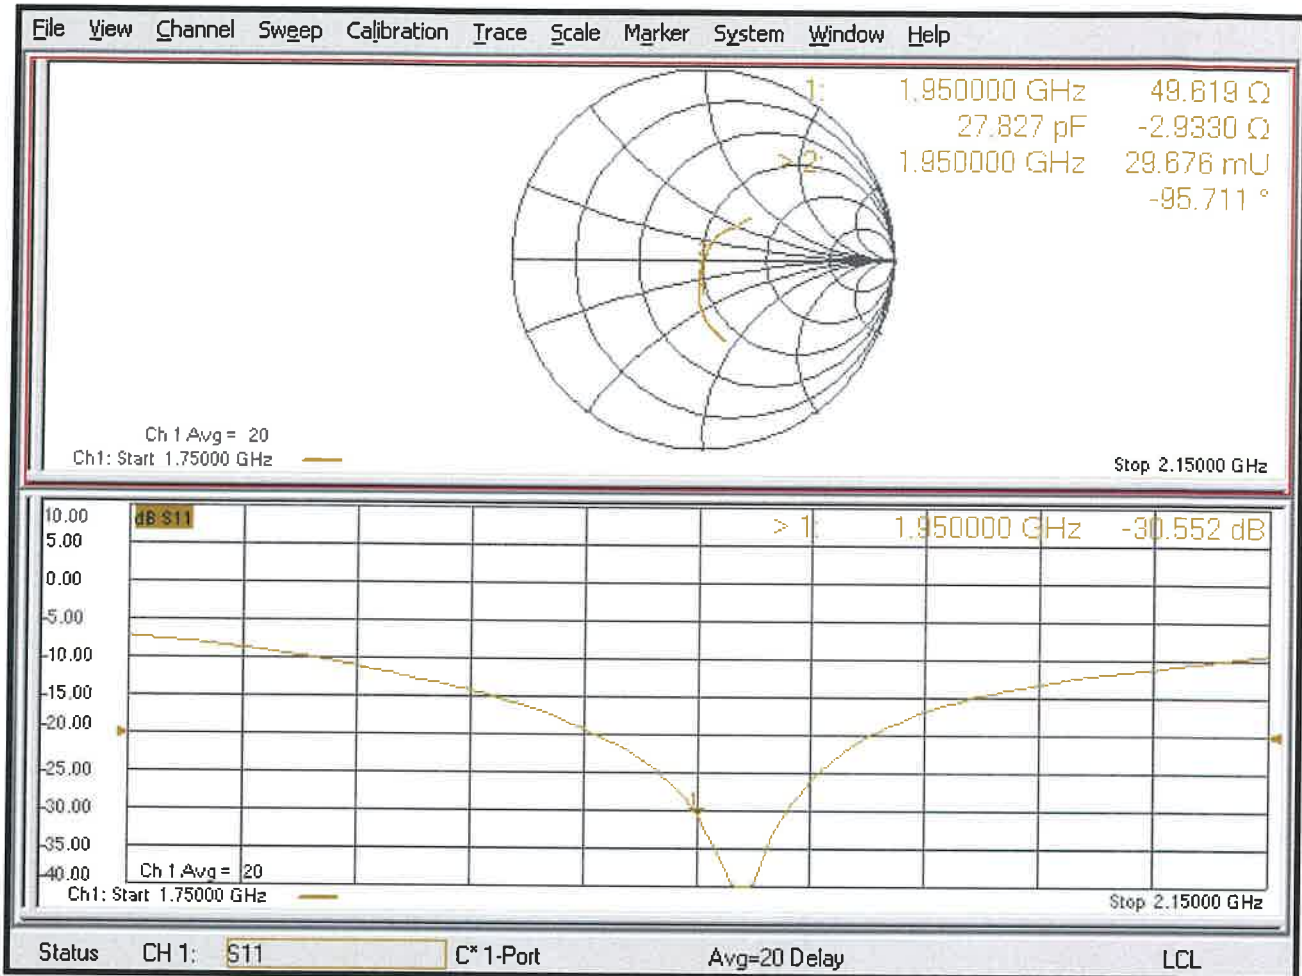 File View Channel Sweep Calibration Trace Scale Marker System Window Help
1: 1.950000 GHz 49.619 Ω
27.827 pF -2.9330 Ω
> 2: 1.950000 GHz 29.676 mU
-95.711 °
Ch 1 Avg = 20
Ch1: Start 1.75000 GHz
Stop 2.15000 GHz
10.00
dB S11
> 1: 1.950000 GHz -30.552 dB
5.00
0.00
-5.00
-10.00
-15.00
-20.00
-25.00
-30.00
1
-35.00
-40.00
Ch 1 Avg = 20
Ch1: Start 1.75000 GHz
Stop 2.15000 GHz
Status CH 1: S11 C* 1-Port Avg=20 Delay LCL